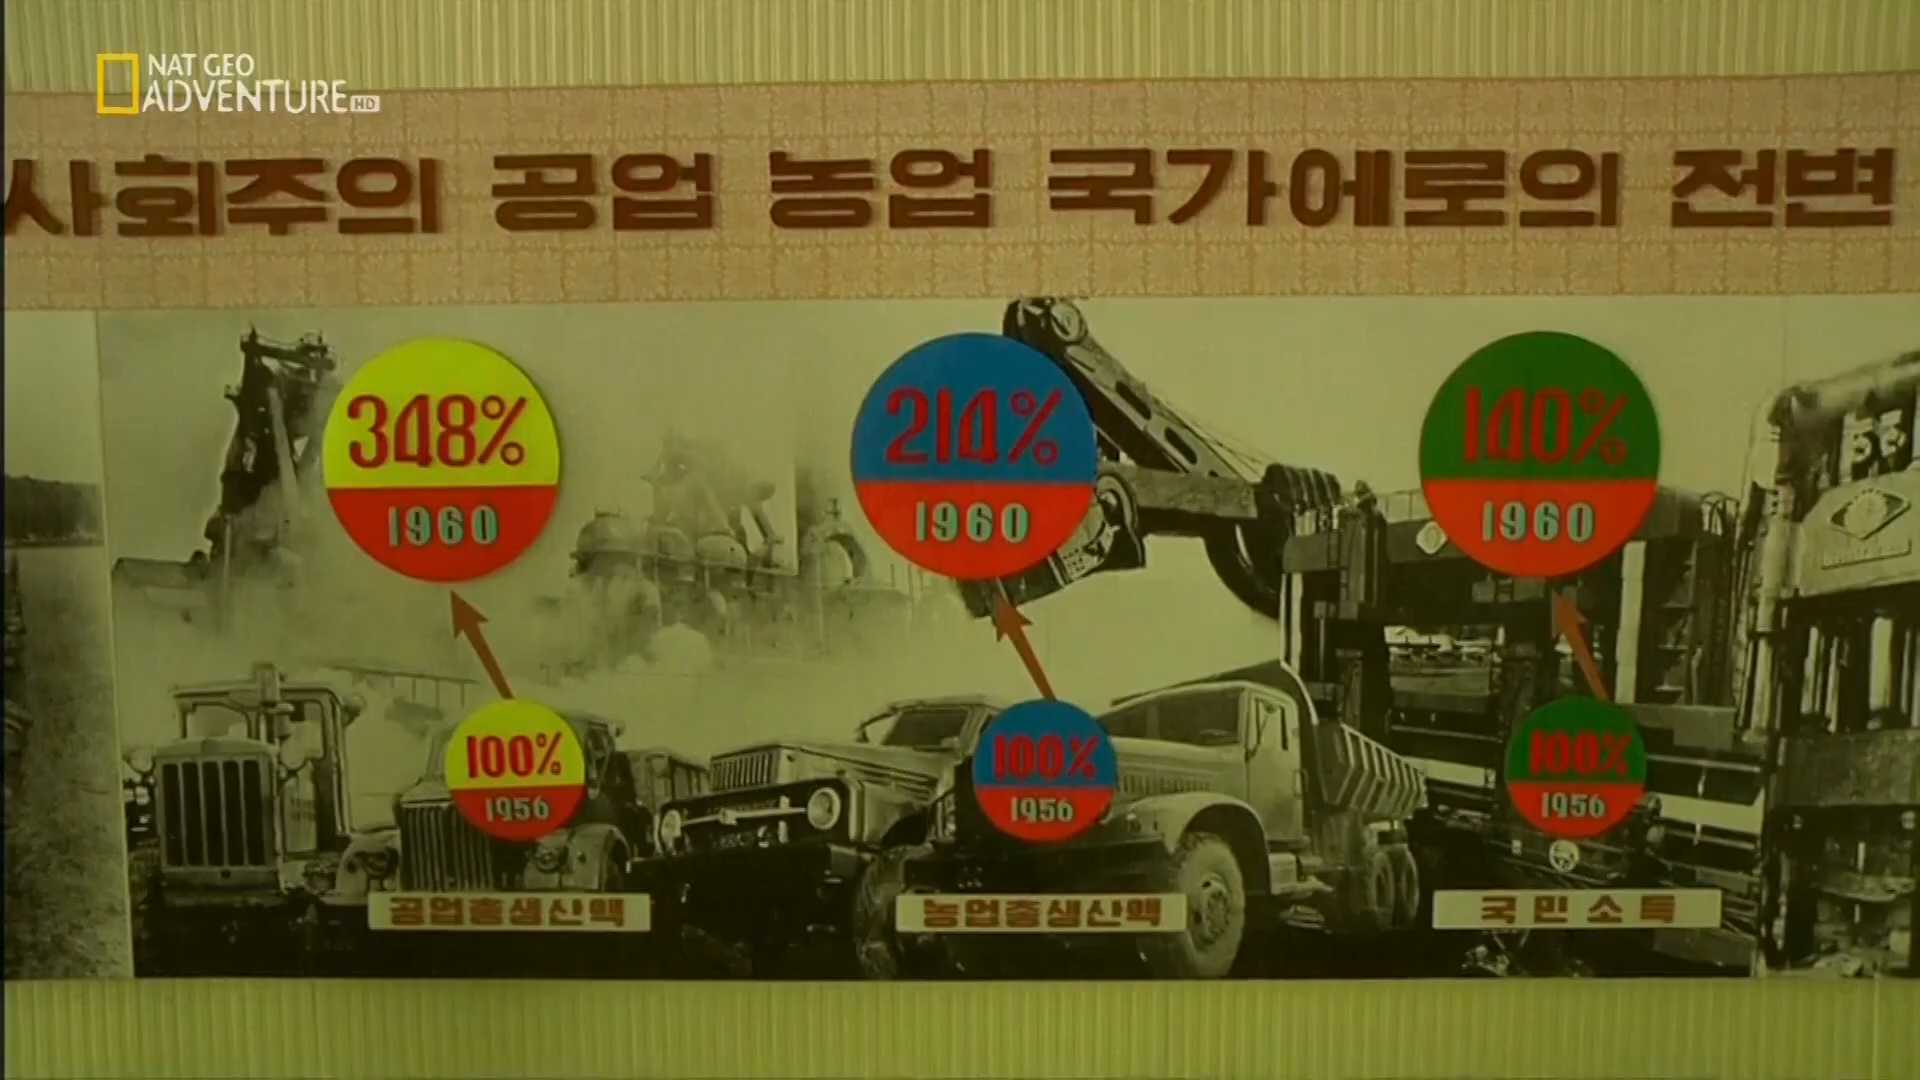 NAT GEO
ADVENTURE HD
사회주의 공업 농업 국가에로의 전변
348%
1960
214%
1960
140%
1960
100%
1956
100%
1956
100%
1956
공업총생산액
농업총생산액
국민소득